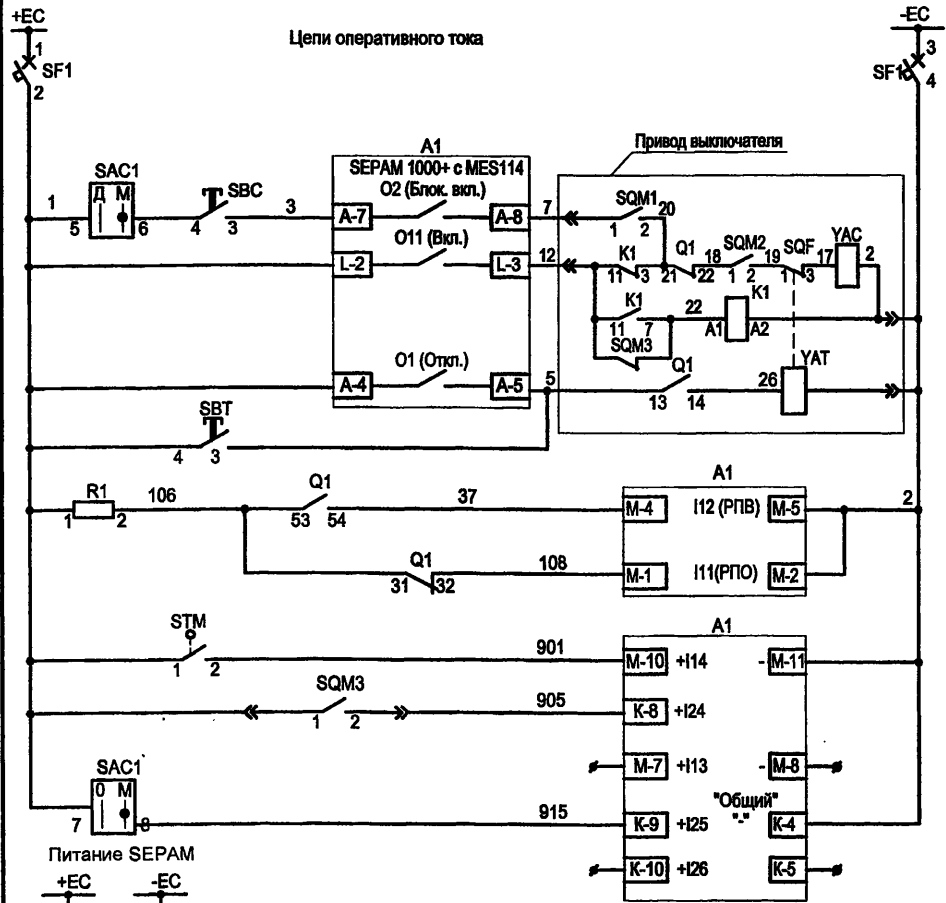 +EC
-EC
Цепи оперативного тока
1
3
SF1
SF1
2
4
A1
Привод выключателя
SAC1
SEPAM 1000+ с MES114
Д М
SBC
O2 (Блок. вкл.)
SQM1
1
3
A-7
A-8
7
20
5
6
4
3
1
2
O11 (Вкл.)
K1
Q1
18
SQM2
19
SQF
17
YAC
2
L-2
L-3
12
11
3
21
22
1
2
1
3
K1
22
K1
11
7
A1
A2
SQM3
O1 (Откл.)
Q1
YAT
A-4
A-5
5
26
13
14
SBT
4
3
R1
106
Q1
37
A1
2
1
2
53
54
M-4
I12 (РПВ)
M-5
Q1
108
31
32
M-1
I11(РПО)
M-2
STM
A1
901
1
2
M-10
+I14
-
M-11
SQM3
905
1
2
K-8
+I24
SAC1
M-7
+I13
-
M-8
0 M
"Общий"
"-"
7
8
915
K-9
+I25
K-4
Питание SEPAM
K-10
+I26
K-5
+EC
-EC